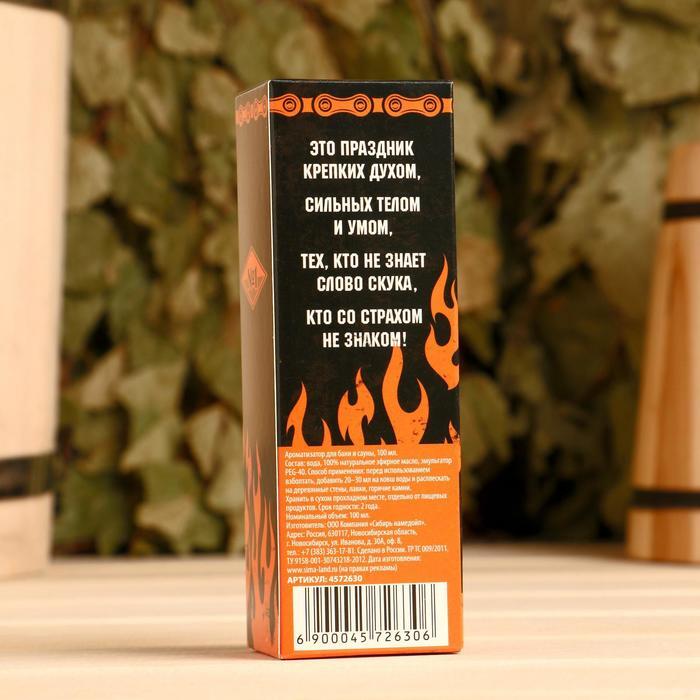 ЭТО ПРАЗДНИК
КРЕПКИХ ДУХОМ,
СИЛЬНЫХ ТЕЛОМ
И УМОМ,
ТЕХ, КТО НЕ ЗНАЕТ
СЛОВО СКУКА,
КТО СО СТРАХОМ
НЕ ЗНАКОМ!
№1
Ароматизатор для бани и сауны, 100 мл.
Состав: вода, 100% натуральное эфирное масло, эмульгатор
PEG-40. Способ применения: перед использованием
взболтать, добавить 20–30 мл на ковш воды и расплескать
на деревянные стены, лавки, горячие камни.
Хранить в сухом прохладном месте, отдельно от пищевых
продуктов. Срок годности: 2 года.
Номинальный объем: 100 мл.
Изготовитель: ООО Компания «Сибирь намедойл».
Адрес: Россия, 630117, Новосибирская область,
г. Новосибирск, ул. Иванова, д. 30А, оф. 8,
тел.: +7 (383) 363-17-81. Сделано в России. ТР ТС 009/2011,
ТУ 9158-001-30743218-2012. Дата изготовления:
www.sima-land.ru (на правах рекламы)
АРТИКУЛ: 4572630
6 900045 726306